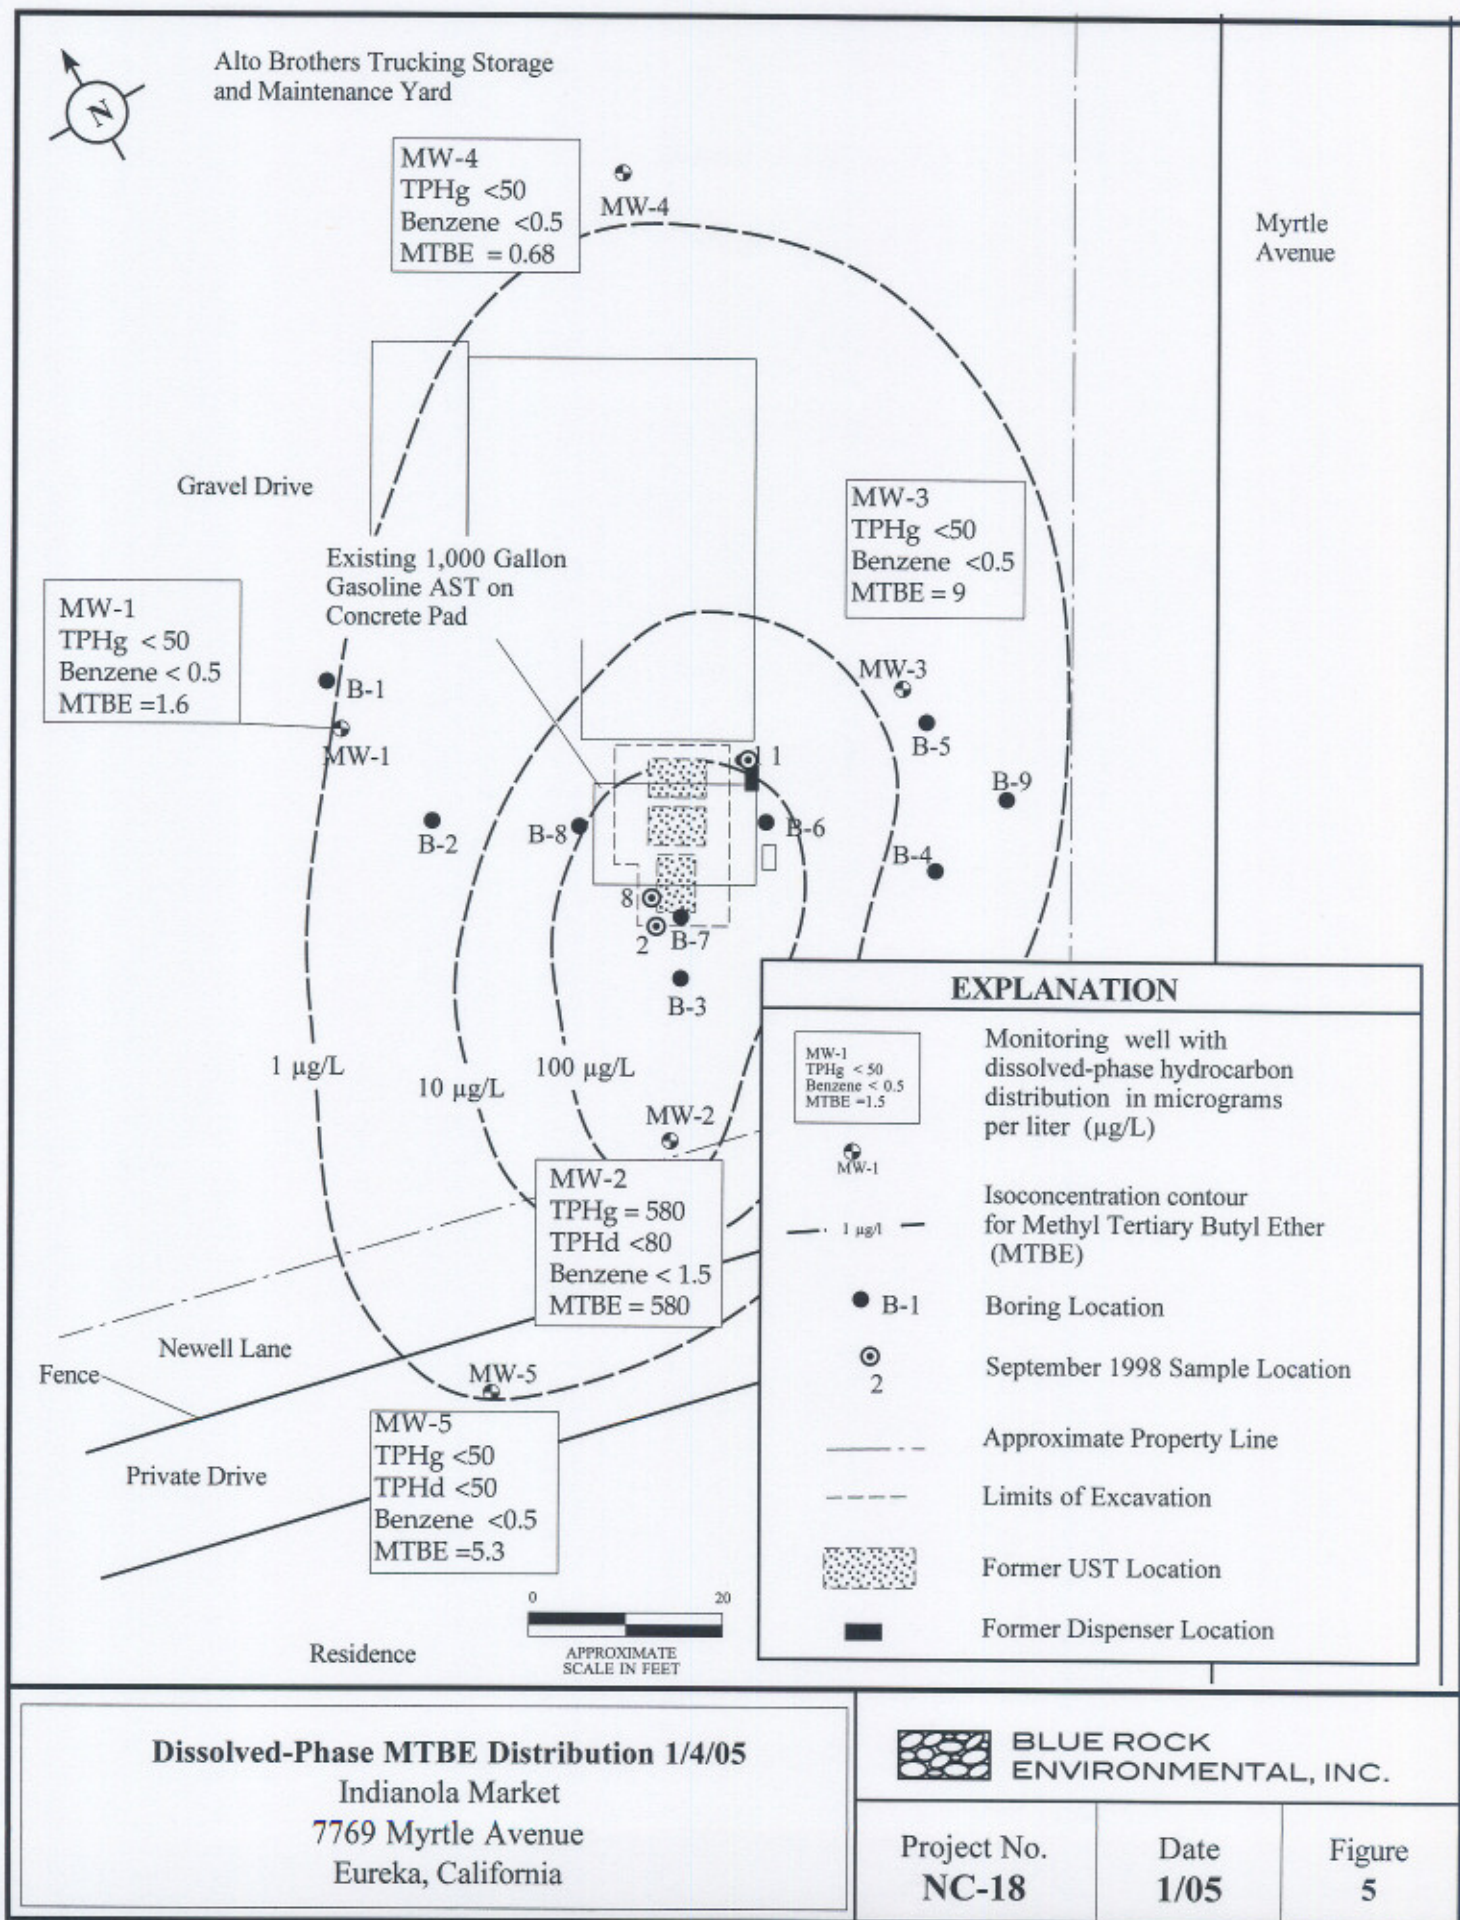 N
Alto Brothers Trucking Storage
and Maintenance Yard
MW-4
TPHg <50
Benzene <0.5
MTBE = 0.68
MW-4
Myrtle
Avenue
Gravel Drive
MW-3
TPHg <50
Benzene <0.5
MTBE = 9
Existing 1,000 Gallon
Gasoline AST on
Concrete Pad
MW-1
TPHg < 50
Benzene < 0.5
MTBE =1.6
MW-3
B-1
B-5
MW-1
1
B-9
B-2
B-8
B-6
B-4
8
2
B-7
B-3
1 µg/L
10 µg/L
100 µg/L
MW-2
MW-2
TPHg = 580
TPHd <80
Benzene < 1.5
MTBE = 580
Newell Lane
Fence
MW-5
MW-5
TPHg <50
TPHd <50
Benzene <0.5
MTBE =5.3
Private Drive
Residence
0 20
APPROXIMATE
SCALE IN FEET
EXPLANATION
MW-1
TPHg < 50
Benzene < 0.5
MTBE =1.5
MW-1
Monitoring well with
dissolved-phase hydrocarbon
distribution in micrograms
per liter (µg/L)
1 µg/l
Isoconcentration contour
for Methyl Tertiary Butyl Ether
(MTBE)
B-1 Boring Location
2 September 1998 Sample Location
Approximate Property Line
Limits of Excavation
Former UST Location
Former Dispenser Location
Dissolved-Phase MTBE Distribution 1/4/05
Indianola Market
7769 Myrtle Avenue
Eureka, California
BLUE ROCK
ENVIRONMENTAL, INC.
Project No.
NC-18
Date
1/05
Figure
5